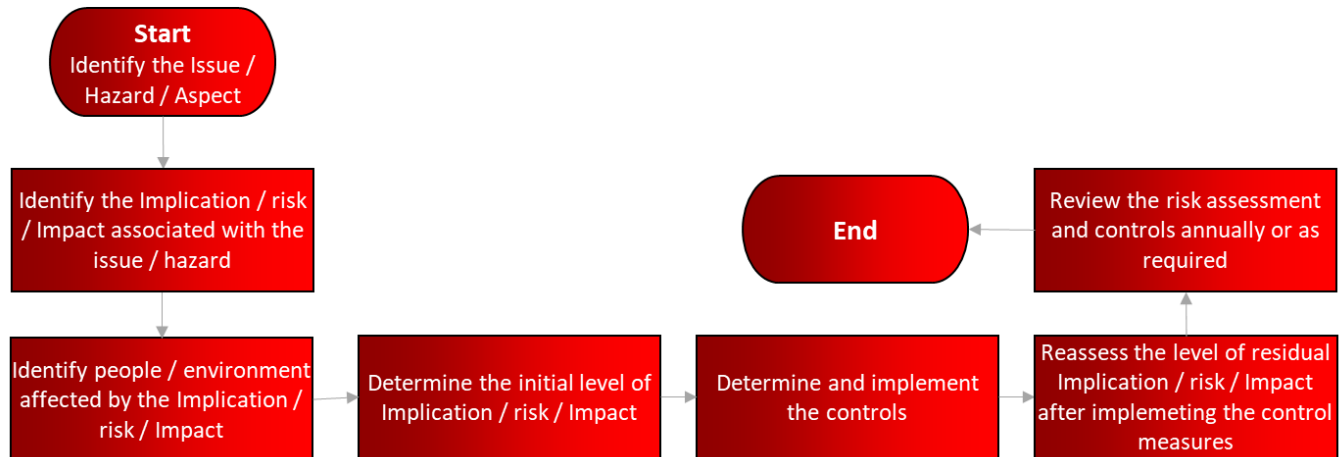 Start
Identify the Issue /
Hazard / Aspect
Identify the Implication / risk
/ Impact associated with the
issue / hazard
Identify people / environment
affected by the Implication /
risk / Impact
Determine the initial level of
Implication / risk / Impact
Determine and implement
the controls
Reassess the level of residual
Implication / risk / Impact
after implemeting the control
measures
Review the risk assessment
and controls annually or as
required
End